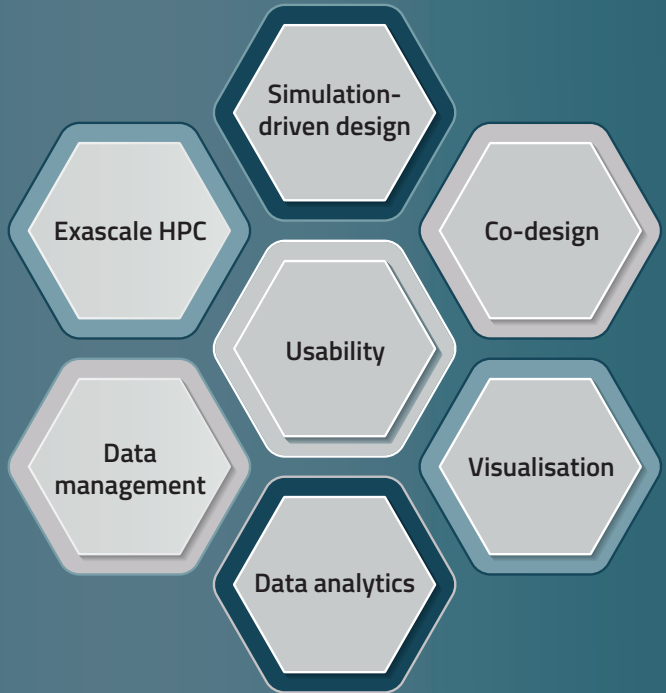 Simulation-
driven design
Exascale HPC
Co-design
Usability
Data
management
Visualisation
Data analytics